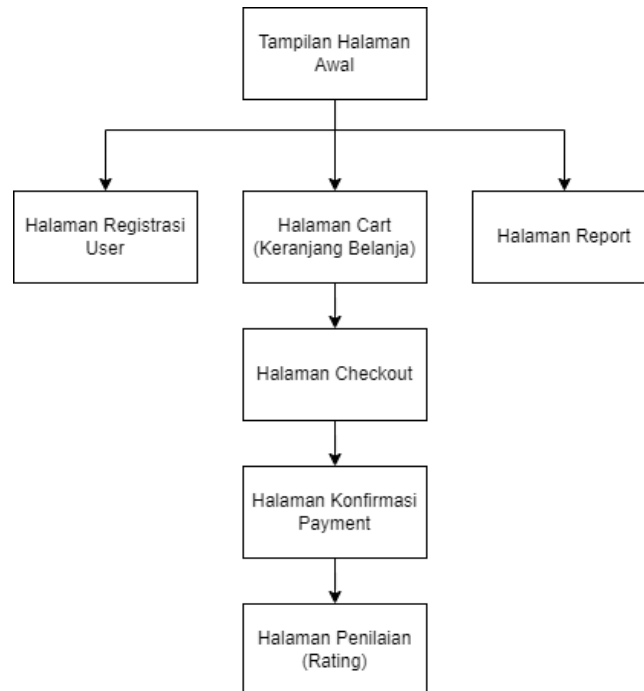 Tampilan Halaman
Awal
Halaman Registrasi
User
Halaman Cart
(Keranjang Belanja)
Halaman Report
Halaman Checkout
Halaman Konfirmasi
Payment
Halaman Penilaian
(Rating)